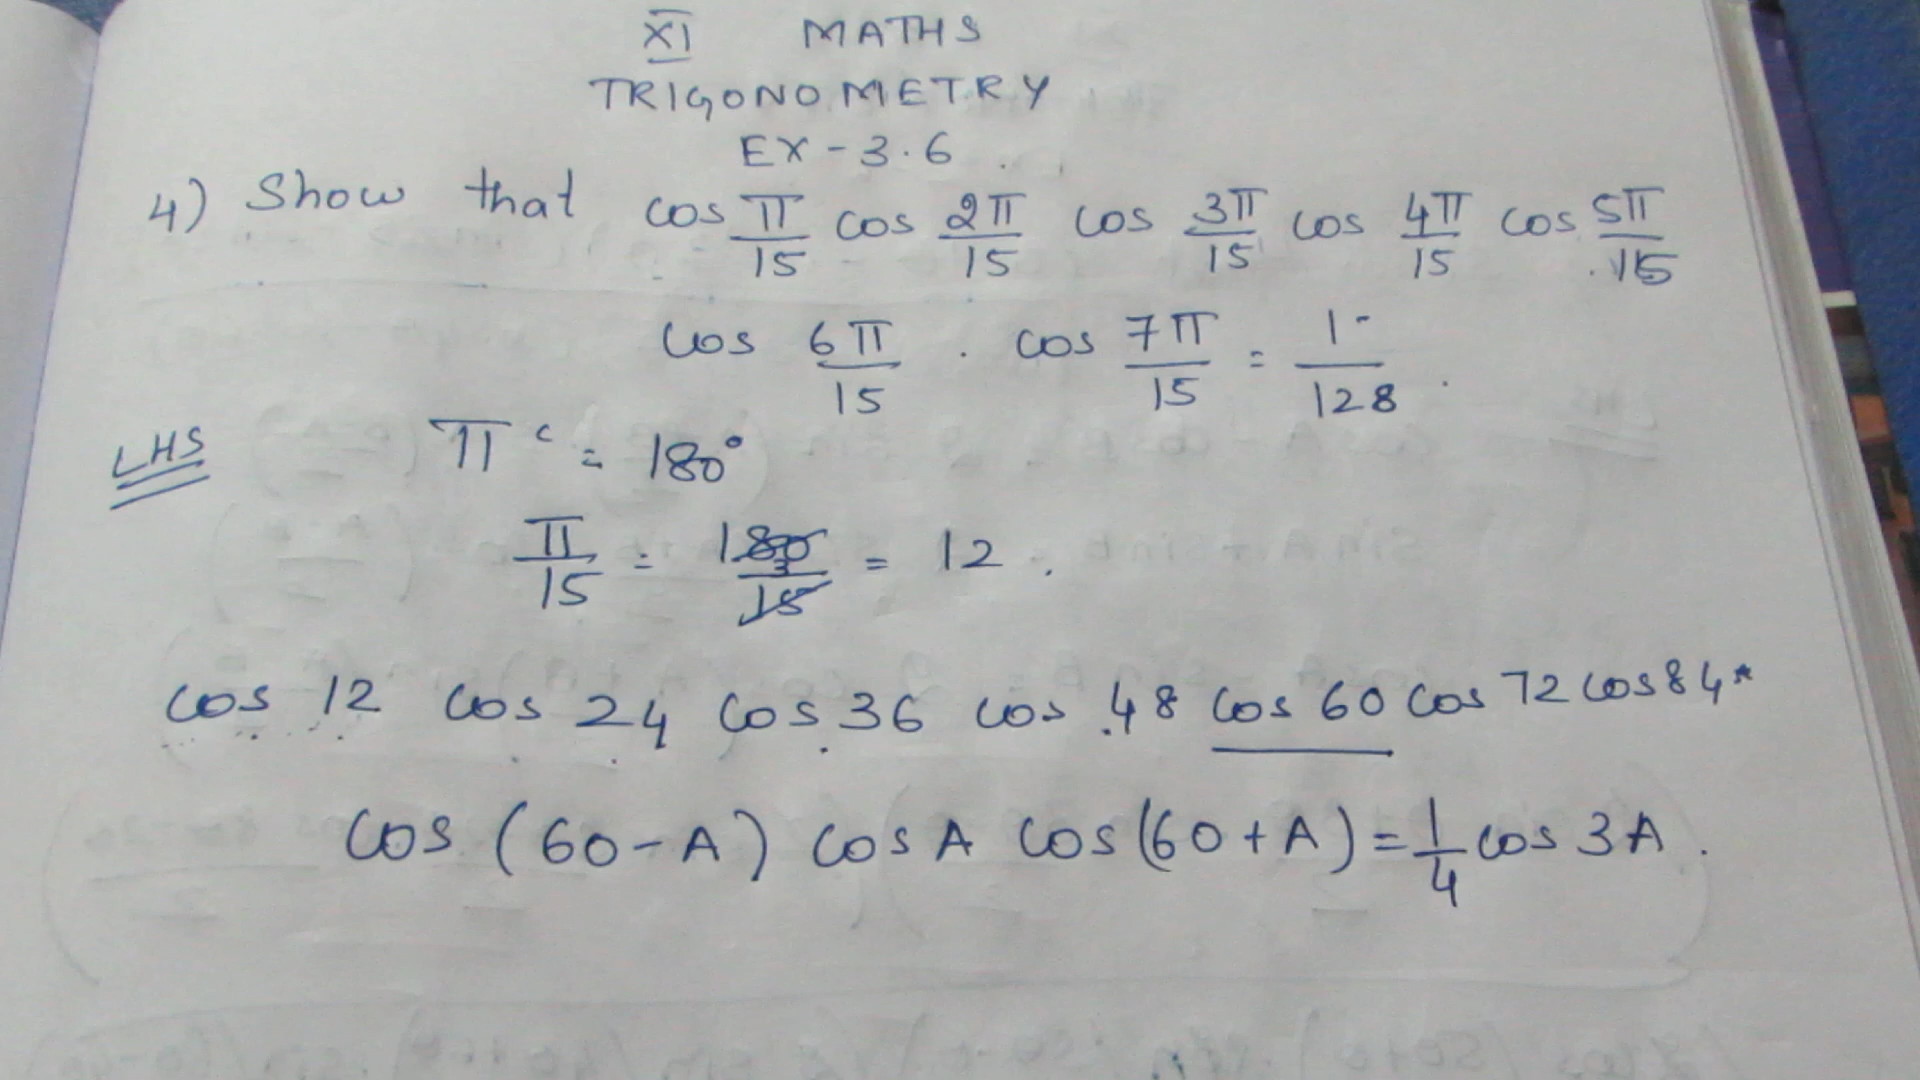 XI MATHS
TRIGONOMETRY
EX-3.6
4) Show that cos π/15 cos 2π/15 cos 3π/15 cos 4π/15 cos 5π/15
cos 6π/15 . cos 7π/15 = 1/128 .
LHS π^c = 180°
π/15 = 180/15 = 12 .
cos 12 cos 24 cos 36 cos 48 cos 60 cos 72 cos 84*
cos (60-A) cos A cos (60+A) = 1/4 cos 3A .